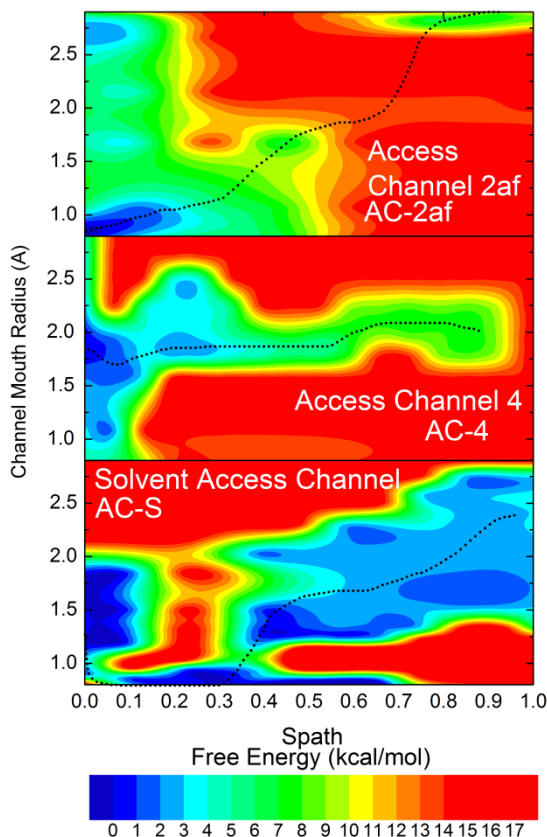 2.5
2.0
1.5
1.0
Access
Channel 2af
AC-2af
2.5
2.0
1.5
1.0
Access Channel 4
AC-4
Channel Mouth Radius (A)
Solvent Access Channel
AC-S
2.5
2.0
1.5
1.0
0.0 0.1 0.2 0.3 0.4 0.5 0.6 0.7 0.8 0.9 1.0
Spath
Free Energy (kcal/mol)
0 1 2 3 4 5 6 7 8 9 10 11 12 13 14 15 16 17